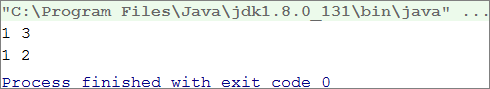 "C:\Program Files\Java\jdk1.8.0_131\bin\java" ...
1 3
1 2
Process finished with exit code 0